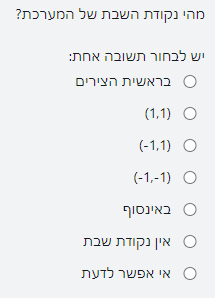 מהי נקודת השבת של המערכת?
יש לבחור תשובה אחת:
בראשית הצירים
(1,1)
(-1,1)
(-1,-1)
באינסוף
אין נקודת שבת
אי אפשר לדעת